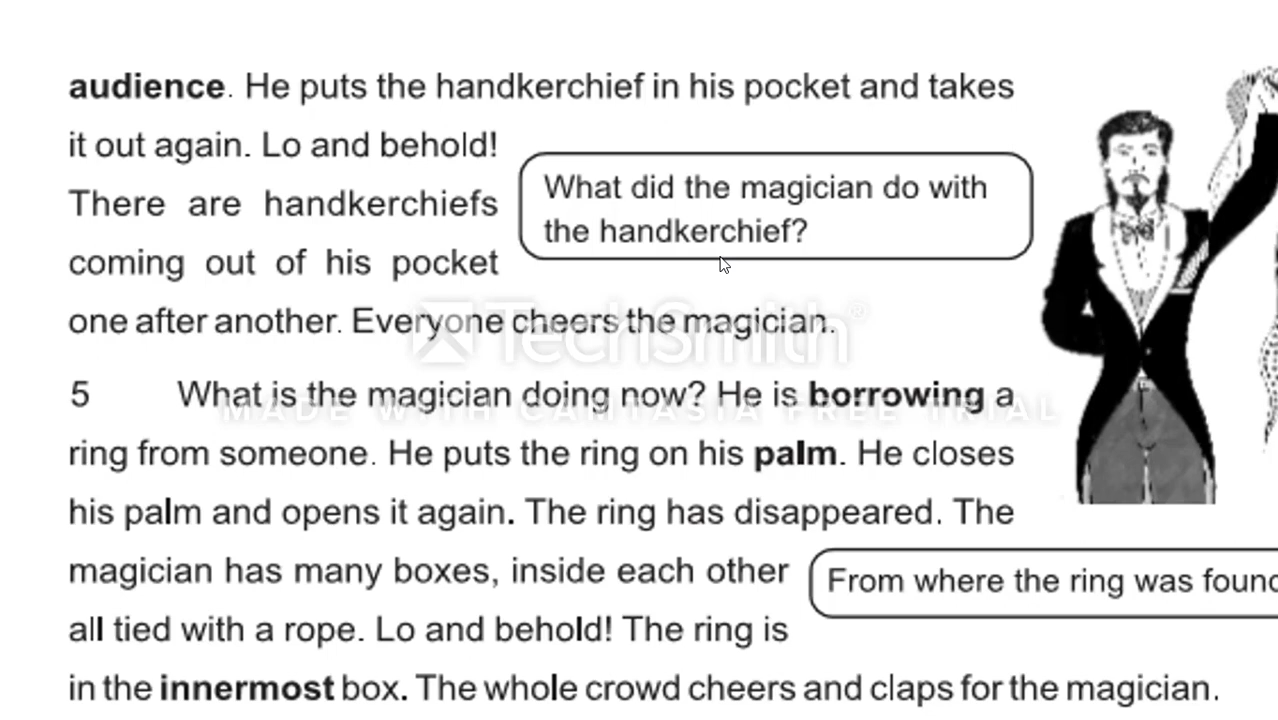 audience. He puts the handkerchief in his pocket and takes
it out again. Lo and behold!
There are handkerchiefs
coming out of his pocket
one after another. Everyone cheers the magician.
What did the magician do with
the handkerchief?
TechSmith®
MADE WITH CAMTASIA FREE TRIAL
5 What is the magician doing now? He is borrowing a
ring from someone. He puts the ring on his palm. He closes
his palm and opens it again. The ring has disappeared. The
magician has many boxes, inside each other
all tied with a rope. Lo and behold! The ring is
in the innermost box. The whole crowd cheers and claps for the magician.
From where the ring was